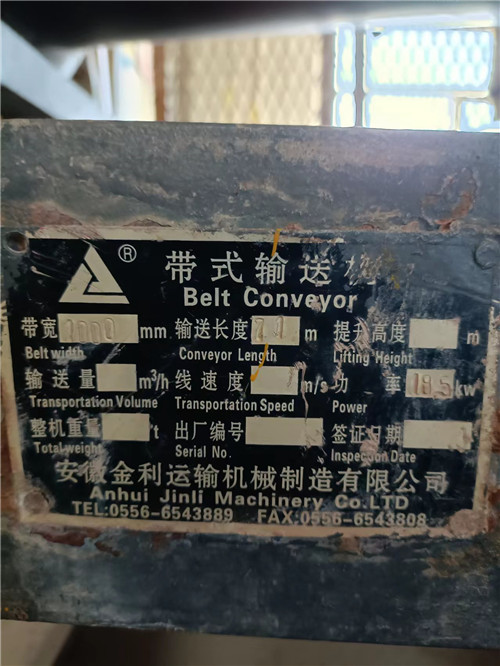 ®
带式输送机
Belt Conveyor
带宽 1000 mm 输送长度 m 提升高度 m
Belt width Conveyor Length Lifting Height
输送量 m³/h 线速度 m/s 功率 18.5 kw
Transportation Volume Transportation Speed Power
整机重量 t 出厂编号 签证日期
Total weight Serial No. Inspection Date
安徽金利运输机械制造有限公司
Anhui Jinli Machinery Co.LTD
TEL:0556-6543889 FAX:0556-6543808